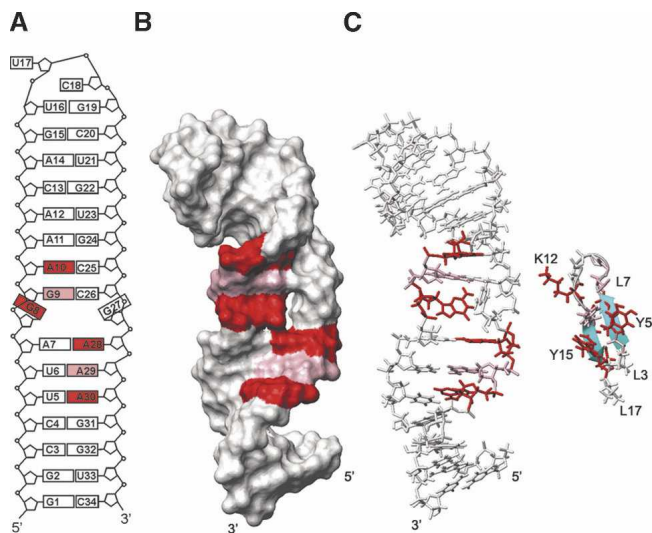 A B C
U17
C18
U16 G19
G15 C20
A14 U21
C13 G22
A12 U23
A11 G24
A10 C25
G9 C26
G8 G27
A7 A28
U6 A29
U5 A30
C4 G31
C3 G32
G2 U33
G1 C34
5' 3'
3' 5'
3' 5'
K12
L7
Y5
Y15
L3
L17